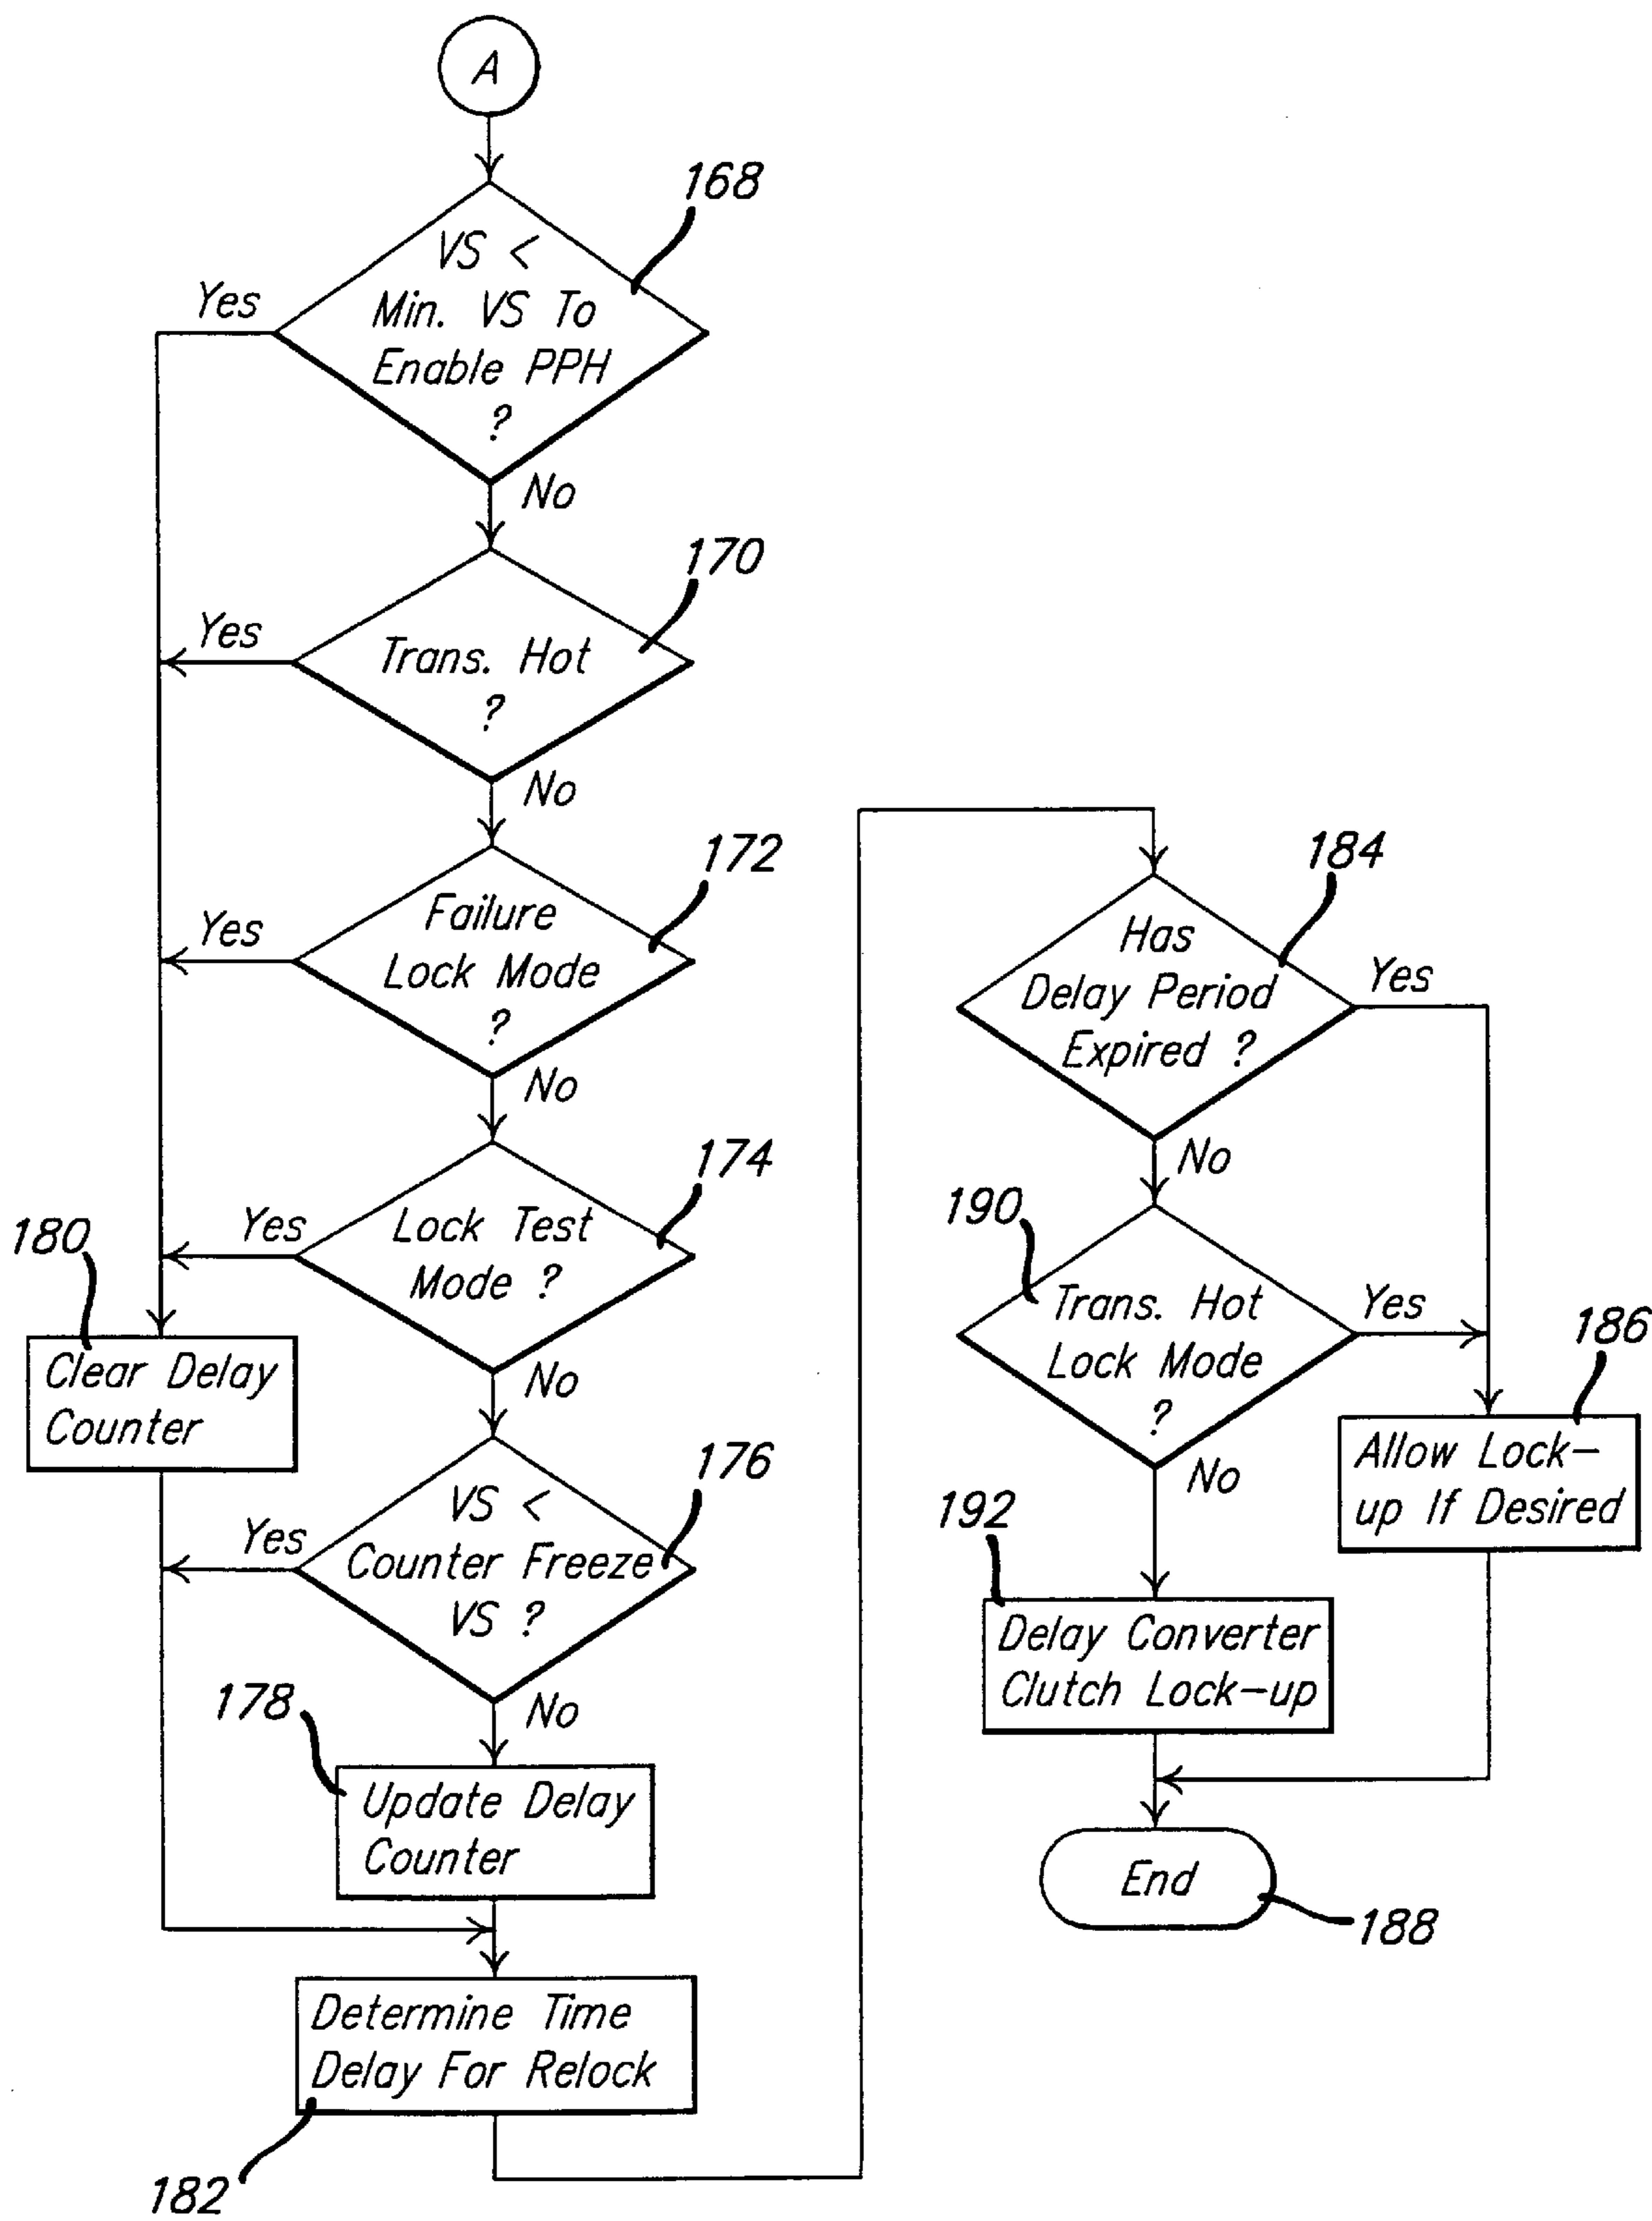 A
168
VS <
Min. VS To
Enable PPH
?
Yes
No
170
Trans. Hot
?
Yes
No
172
Failure
Lock Mode
?
Yes
No
174
Lock Test
Mode ?
Yes
No
180
Clear Delay
Counter
176
VS <
Counter Freeze
VS ?
Yes
No
178
Update Delay
Counter
Determine Time
Delay For Relock
182
184
Has
Delay Period
Expired ?
Yes
No
190
Trans. Hot
Lock Mode
?
Yes
No
186
Allow Lock-
up If Desired
192
Delay Converter
Clutch Lock-up
End
188